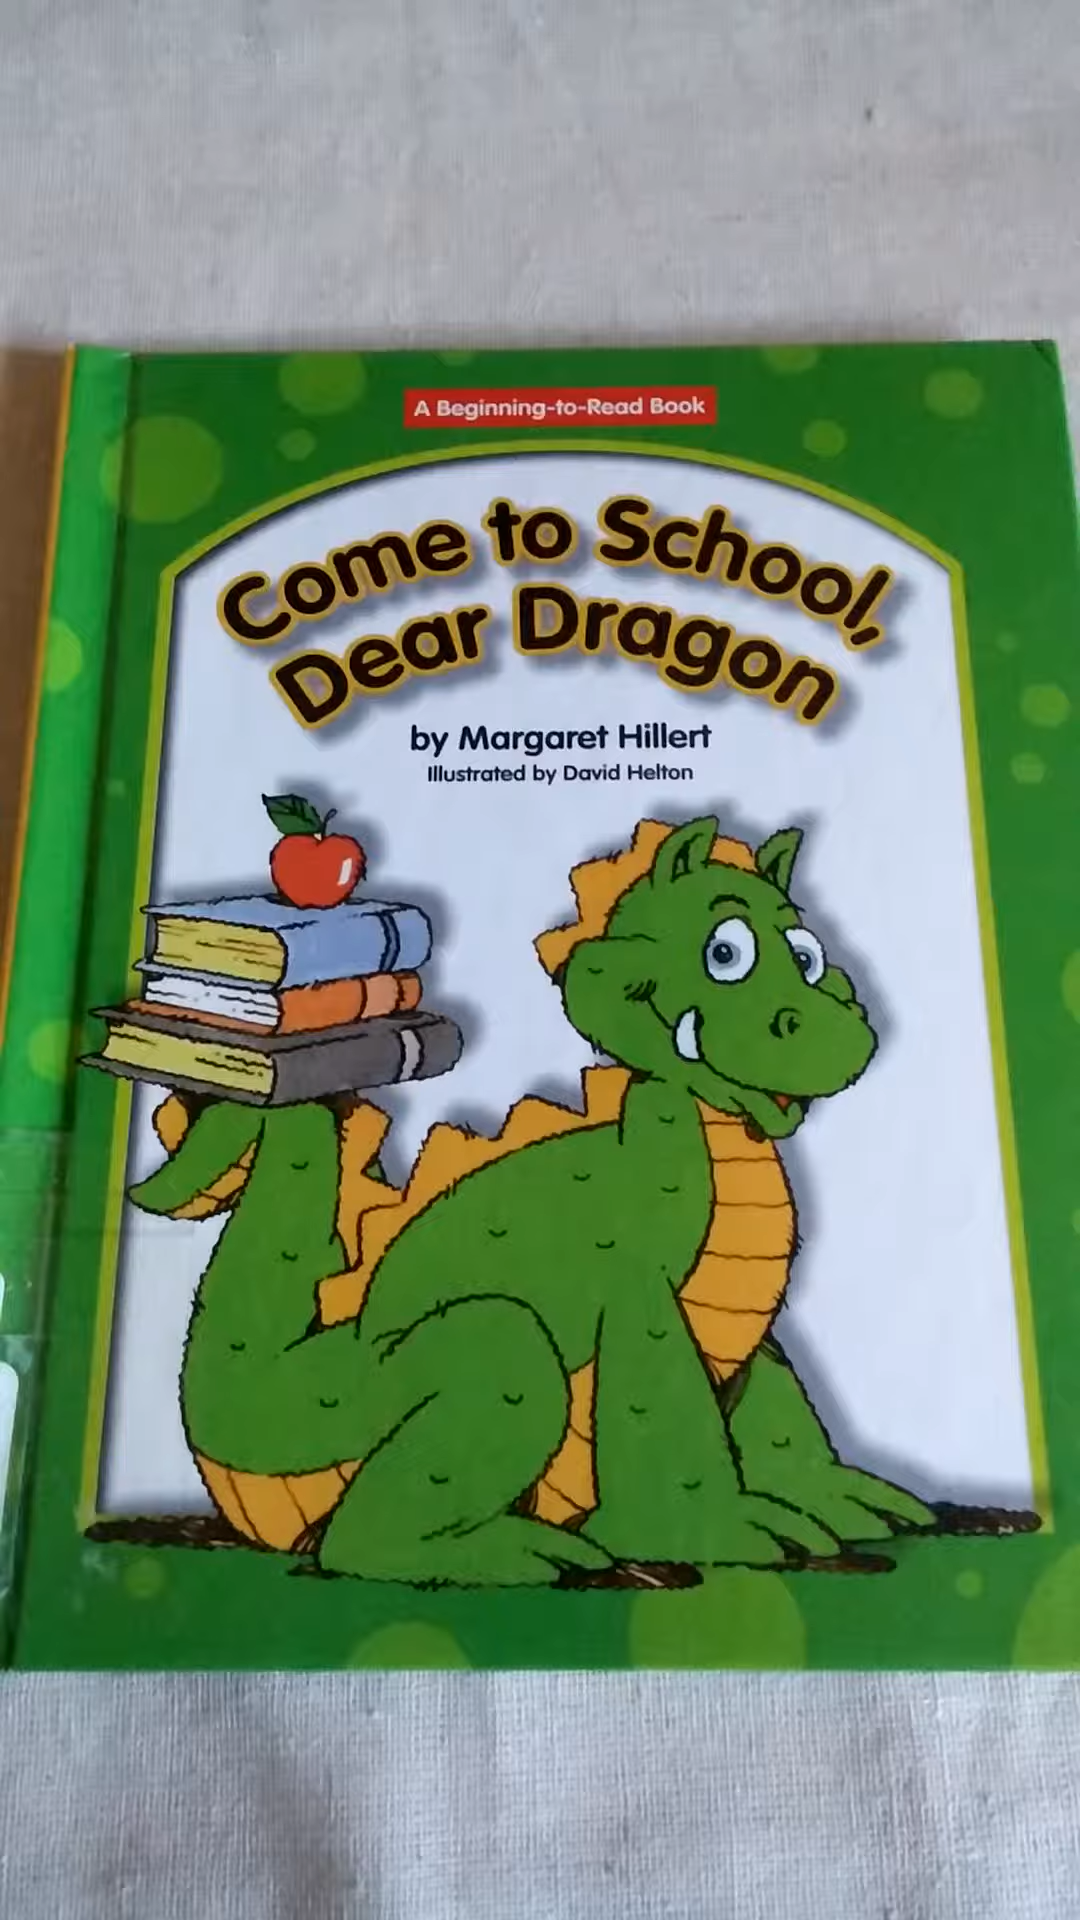 A Beginning-to-Read Book
Come to School,
Dear Dragon
by Margaret Hillert
Illustrated by David Helton